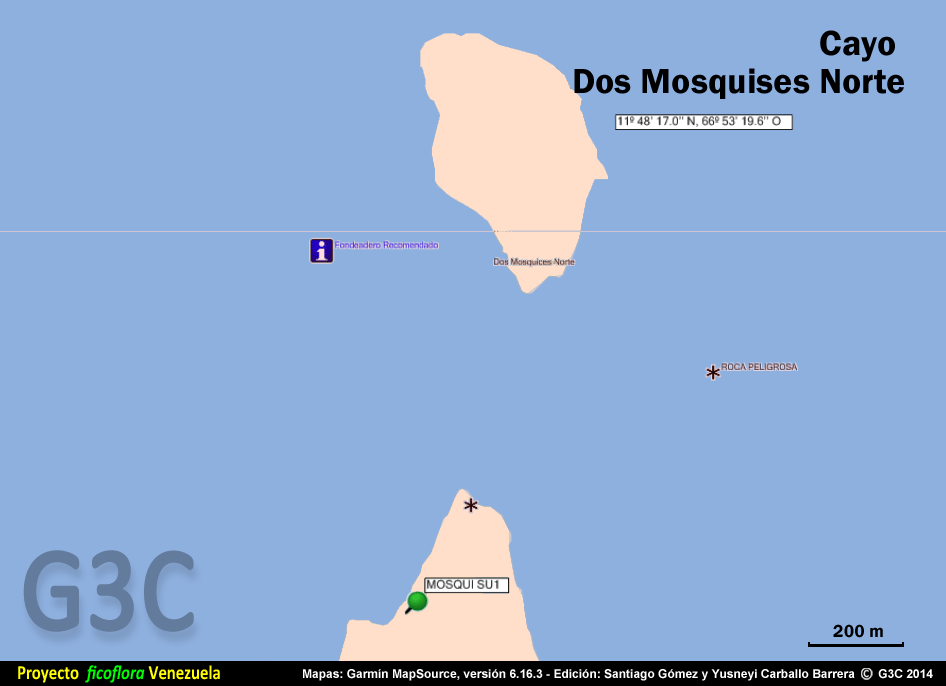 Cayo
Dos Mosquises Norte
11º 48' 17.0" N, 66º 53' 19.6" O
Fondeadero Recomendado
Dos Mosquices Norte
ROCA PELIGROSA
MOSQUI SU1
G3C
200 m
Proyecto ficoflora Venezuela
Mapas: Garmin MapSource, versión 6.16.3 - Edición: Santiago Gómez y Yusneyi Carballo Barrera © G3C 2014